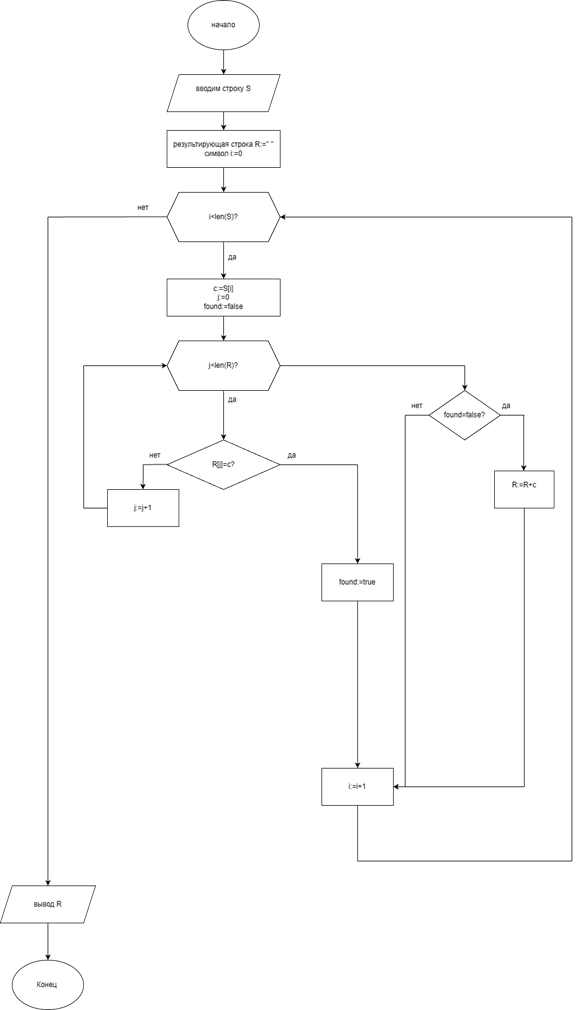 начало
вводим строку S
результирующая строка R:=" "
символ i:=0
нет
i<len(S)?
да
c:=S[i]
j:=0
found:=false
j<len(R)?
да
нет
found=false?
да
нет
R[j]=c?
да
R:=R+c
j:=j+1
found:=true
i:=i+1
вывод R
Конец